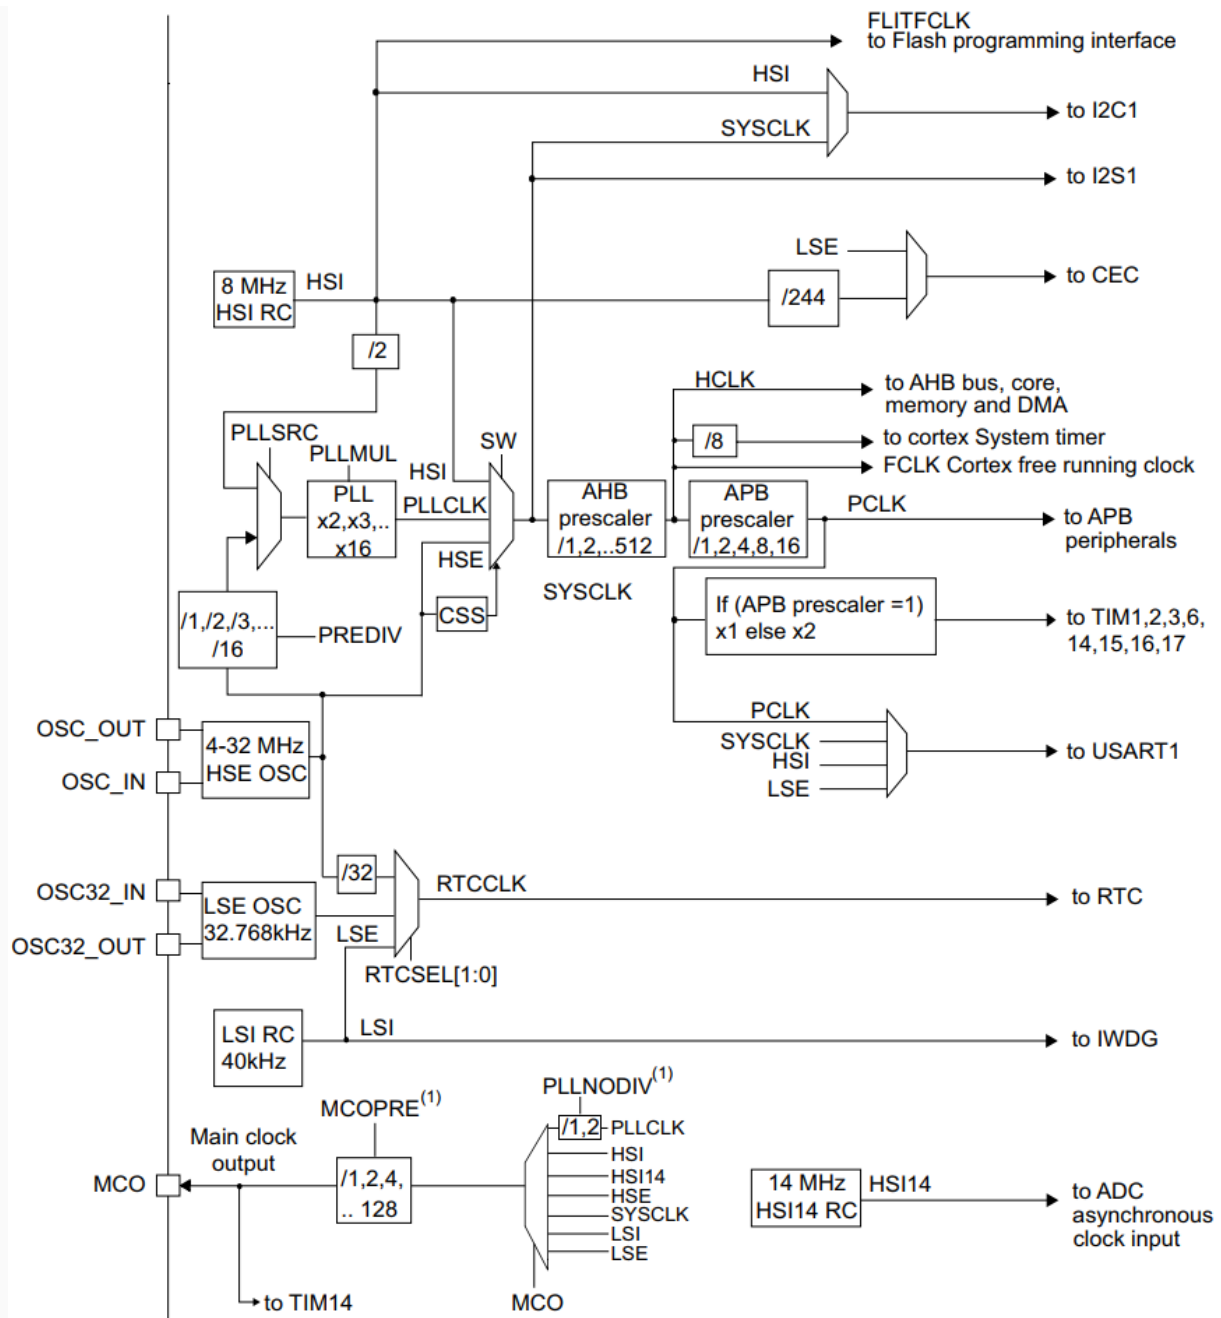 FLITFCLK
to Flash programming interface
HSI
to I2C1
SYSCLK
to I2S1
LSE
to CEC
/244
8 MHz
HSI RC
HSI
/2
HCLK
to AHB bus, core,
memory and DMA
/8
to cortex System timer
FCLK Cortex free running clock
PLLSRC
PLLMUL
SW
HSI
PLL
x2,x3,..
x16
PLLCLK
HSE
AHB
prescaler
/1,2,..512
APB
prescaler
/1,2,4,8,16
PCLK
to APB
peripherals
SYSCLK
CSS
/1,/2,/3,...
/16
PREDIV
If (APB prescaler =1)
x1 else x2
to TIM1,2,3,6,
14,15,16,17
OSC_OUT
OSC_IN
4-32 MHz
HSE OSC
PCLK
SYSCLK
HSI
LSE
to USART1
/32
RTCCLK
to RTC
OSC32_IN
OSC32_OUT
LSE OSC
32.768kHz
LSE
RTCSEL[1:0]
LSI RC
40kHz
LSI
to IWDG
PLLNODIV(1)
MCOPRE(1)
/1,2
PLLCLK
HSI
HSI14
HSE
SYSCLK
LSI
LSE
Main clock
output
MCO
/1,2,4,
.. 128
14 MHz
HSI14 RC
HSI14
to ADC
asynchronous
clock input
to TIM14
MCO